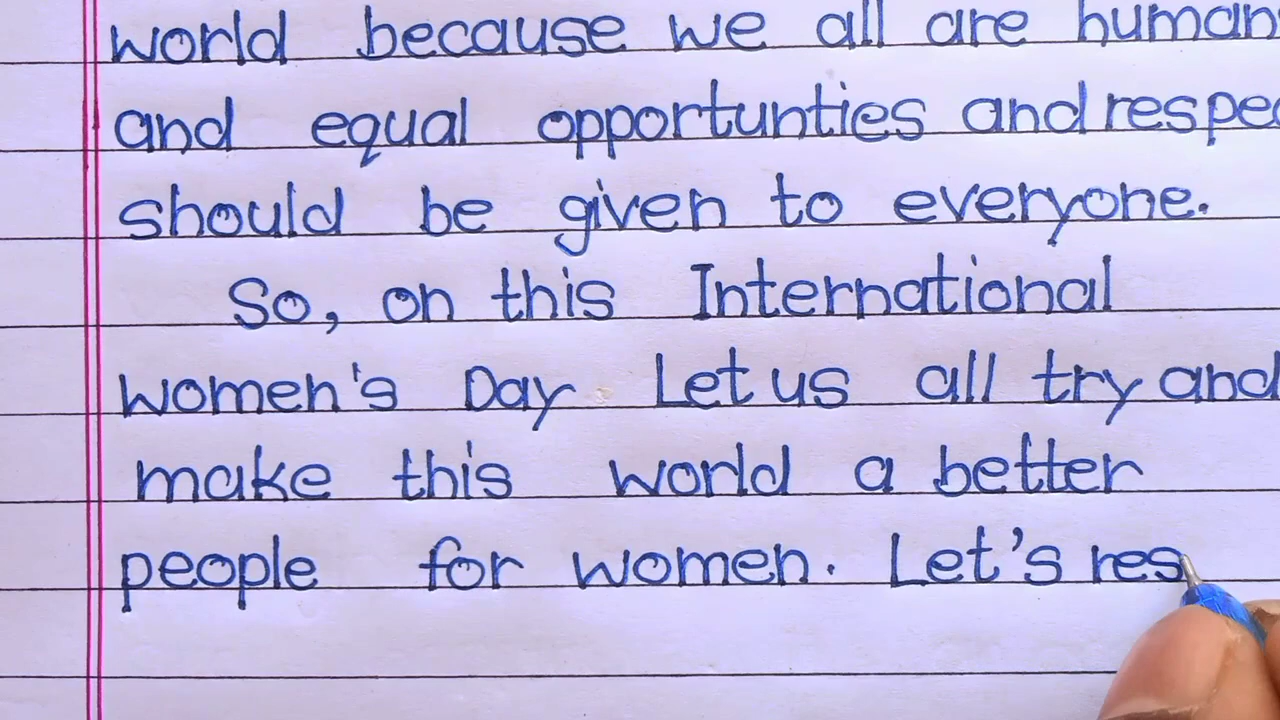 world because we all are human
and equal opportunties and respec
should be given to everyone.
So, on this International
women's Day Let us all try and
make this world a better
people for women. Let's res